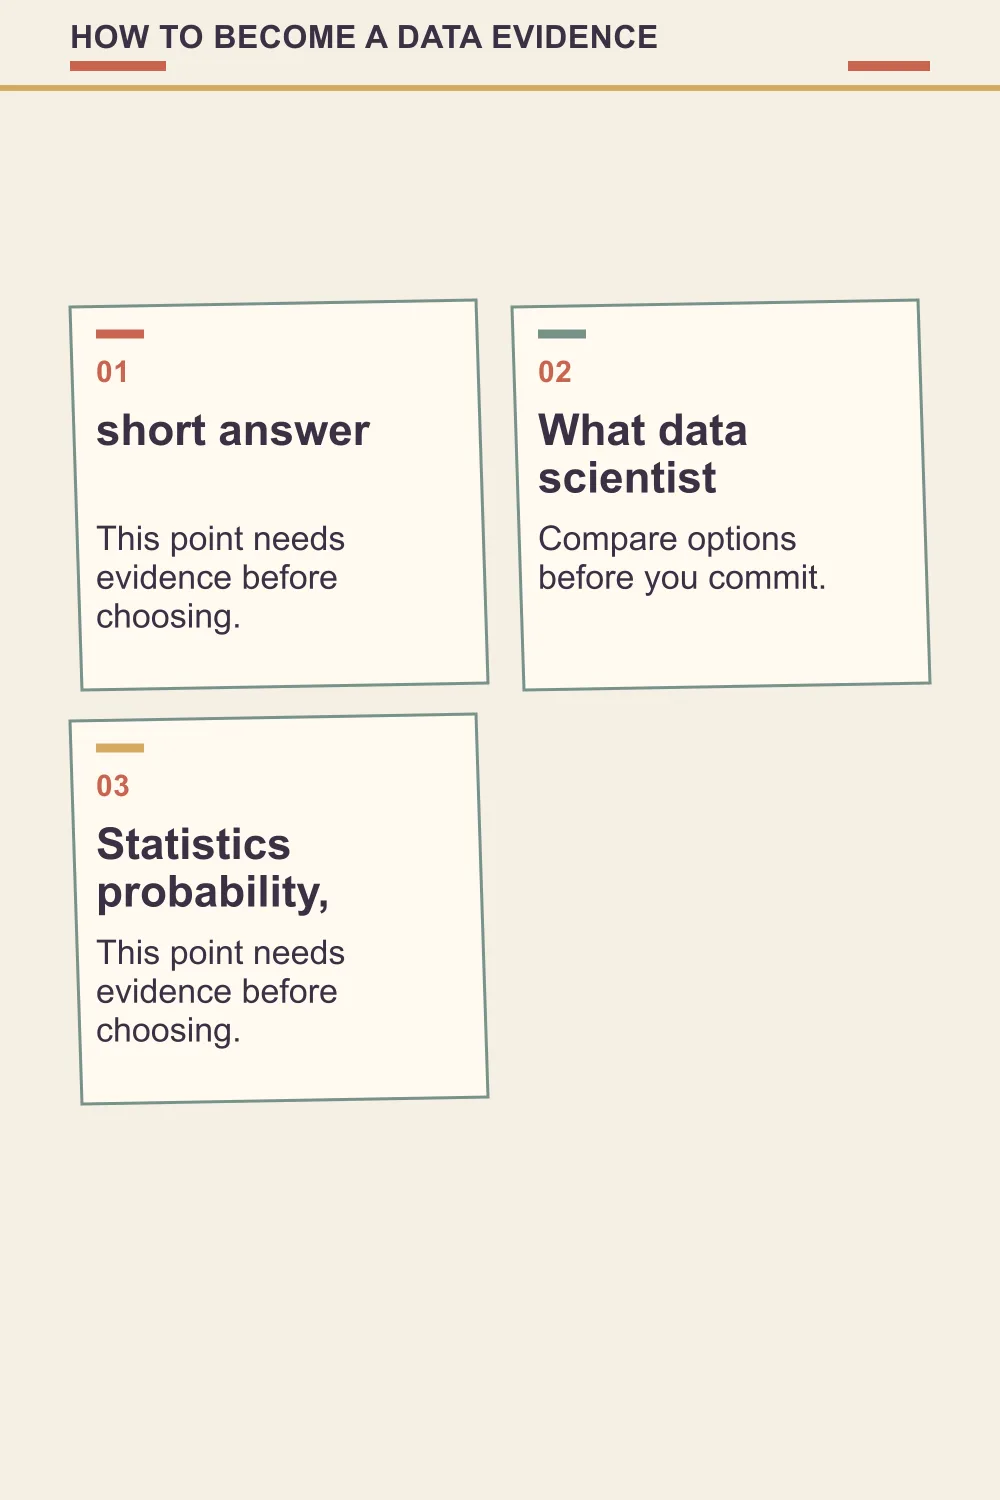 HOW TO BECOME A DATA EVIDENCE
01
short answer
This point needs
evidence before
choosing.
02
What data
scientist
Compare options
before you commit.
03
Statistics
probability,
This point needs
evidence before
choosing.